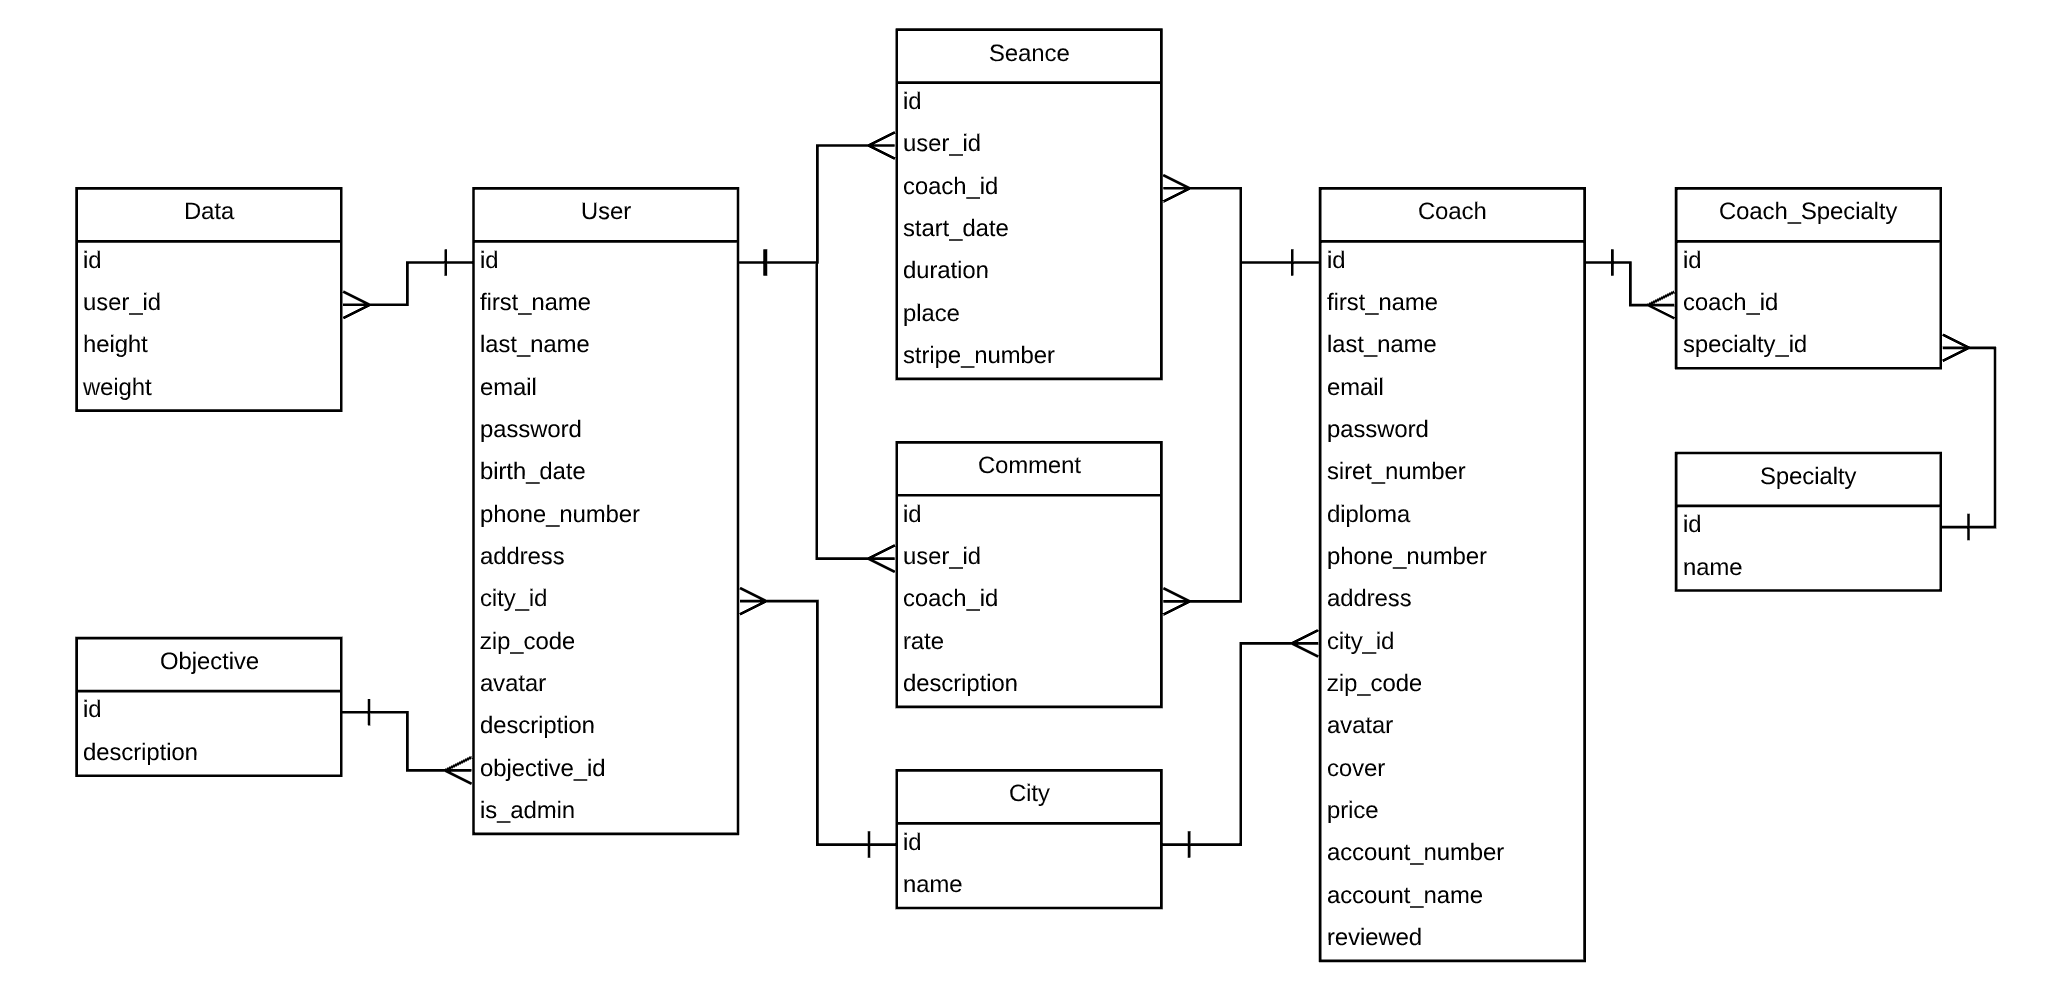 Data
id
user_id
height
weight
Objective
id
description
User
id
first_name
last_name
email
password
birth_date
phone_number
address
city_id
zip_code
avatar
description
objective_id
is_admin
Seance
id
user_id
coach_id
start_date
duration
place
stripe_number
Comment
id
user_id
coach_id
rate
description
City
id
name
Coach
id
first_name
last_name
email
password
siret_number
diploma
phone_number
address
city_id
zip_code
avatar
cover
price
account_number
account_name
reviewed
Coach_Specialty
id
coach_id
specialty_id
Specialty
id
name